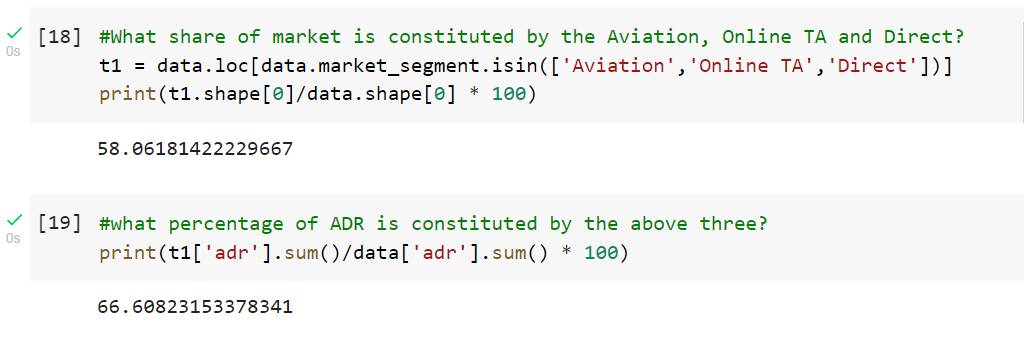 [18] #What share of market is constituted by the Aviation, Online TA and Direct?
0s
t1 = data.loc[data.market_segment.isin(['Aviation','Online TA','Direct'])]
print(t1.shape[0]/data.shape[0] * 100)
58.06181422229667
[19] #what percentage of ADR is constituted by the above three?
0s
print(t1['adr'].sum()/data['adr'].sum() * 100)
66.60823153378341